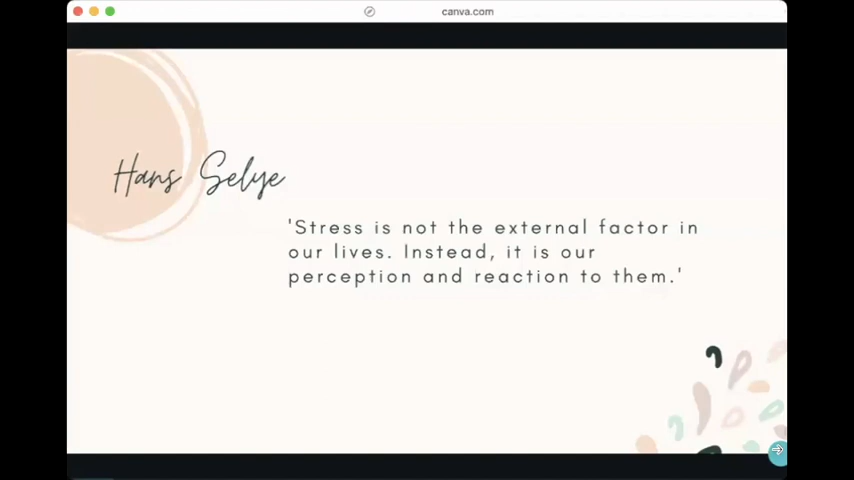 canva.com
Hans Selye
'Stress is not the external factor in
our lives. Instead, it is our
perception and reaction to them.'